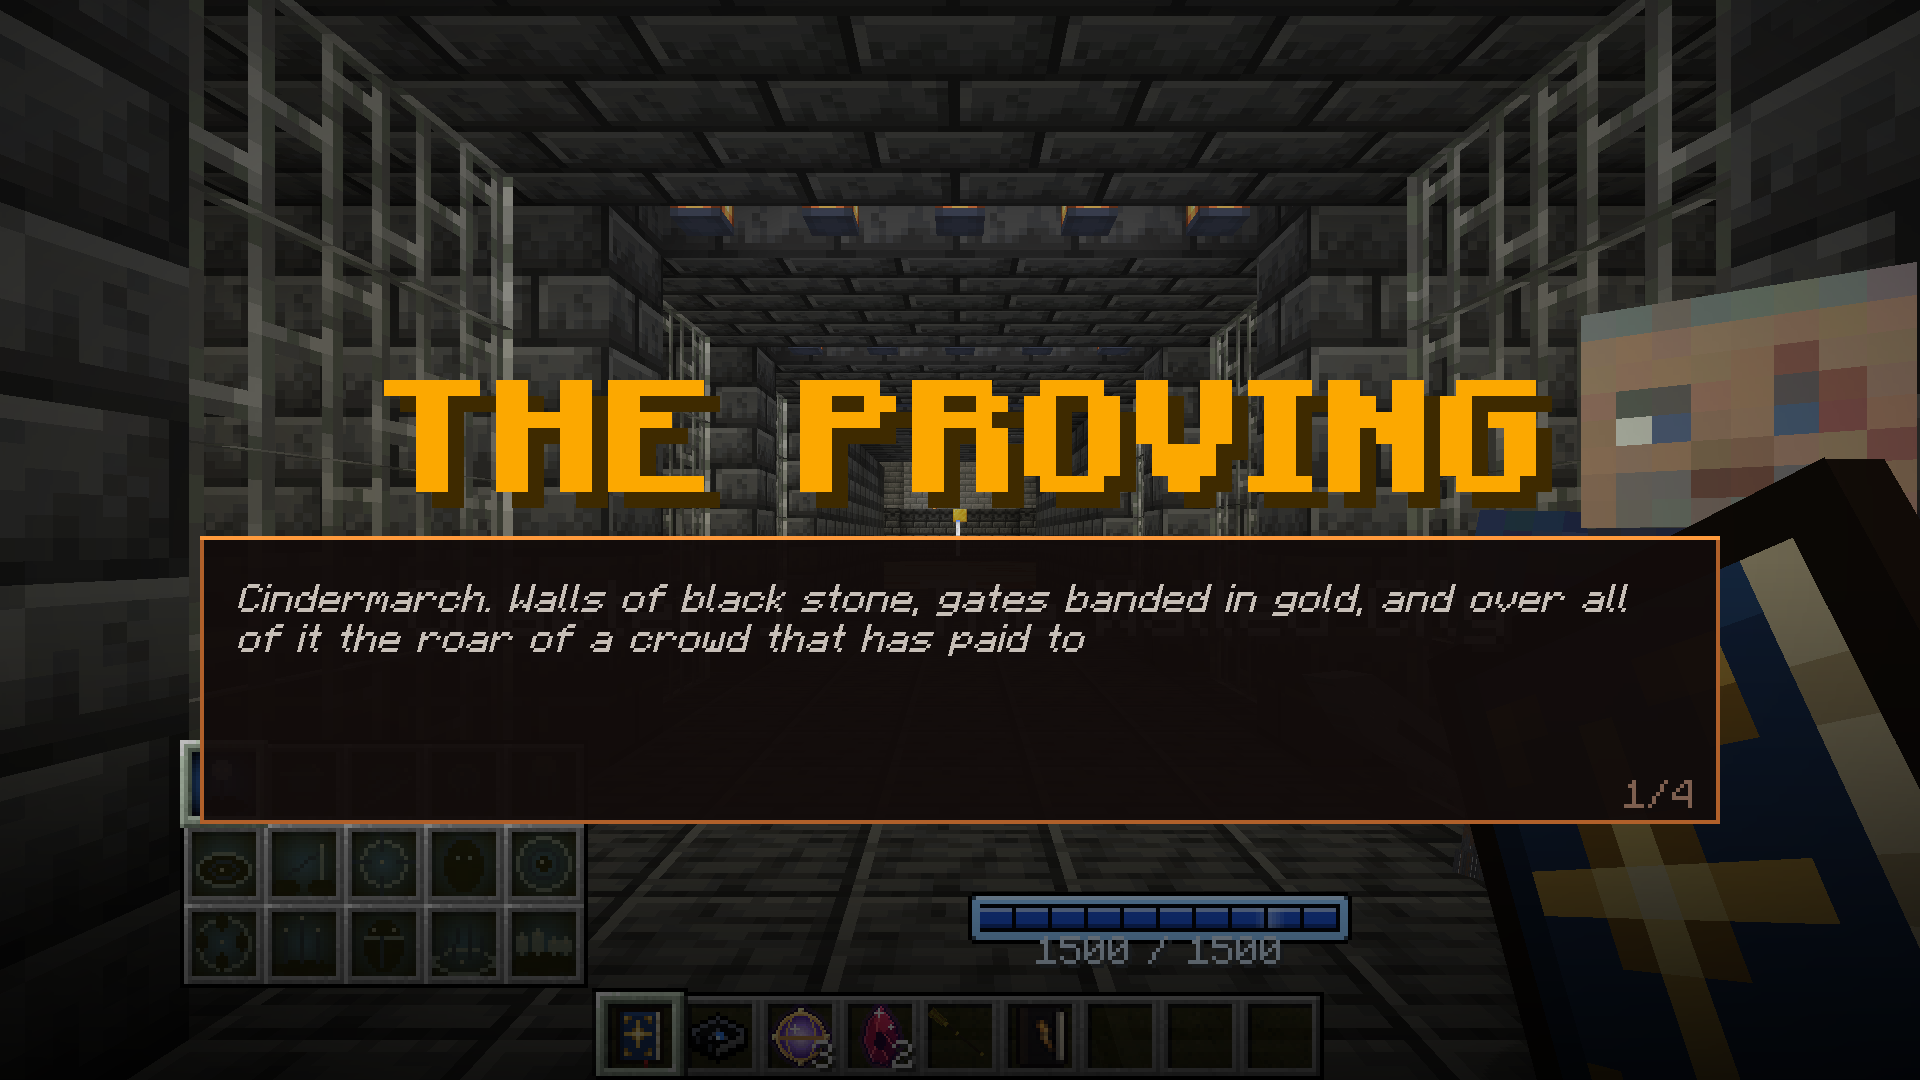 THE PROVING
Cindermarch. Walls of black stone, gates banded in gold, and over all
of it the roar of a crowd that has paid to
1/4
1500 / 1500
3
2